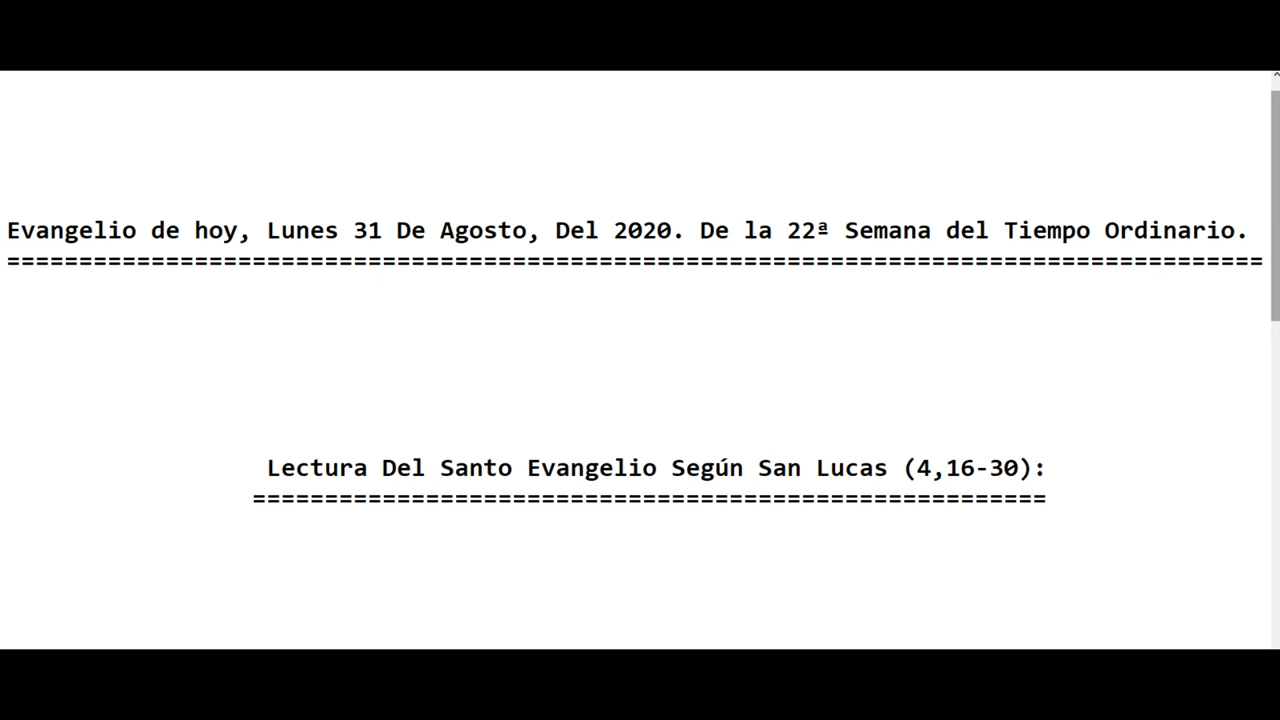 Evangelio de hoy, Lunes 31 De Agosto, Del 2020. De la 22ª Semana del Tiempo Ordinario.
=======================================================================================
Lectura Del Santo Evangelio Según San Lucas (4,16-30):
=======================================================